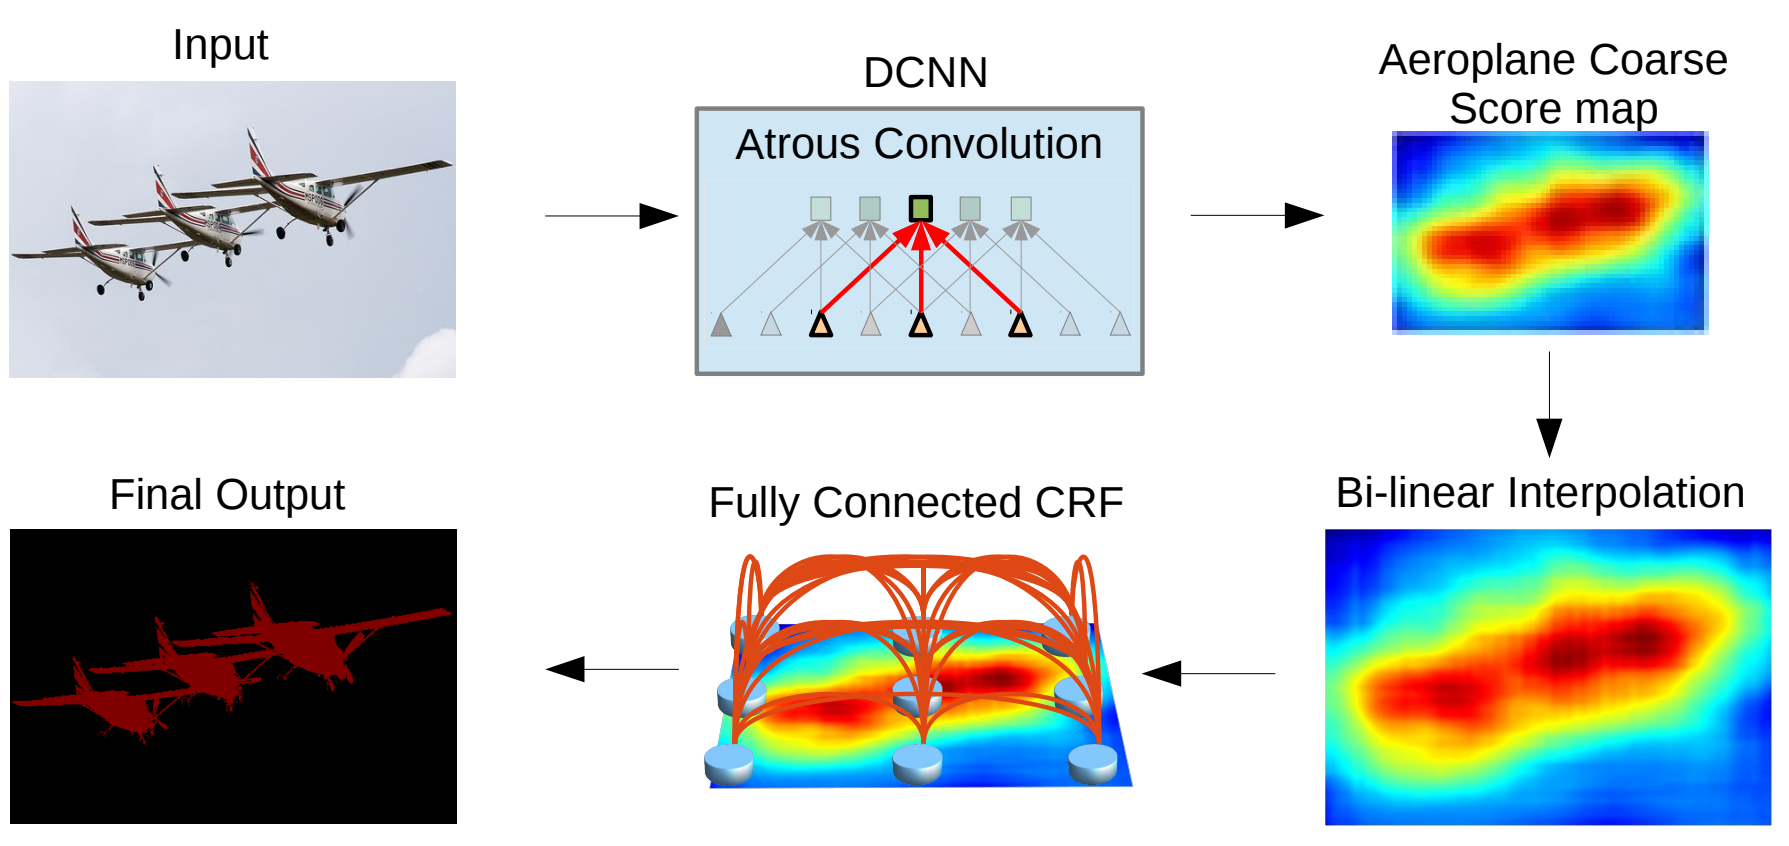 Input
DCNN
Aeroplane Coarse
Score map
Atrous Convolution
Final Output
Fully Connected CRF
Bi-linear Interpolation